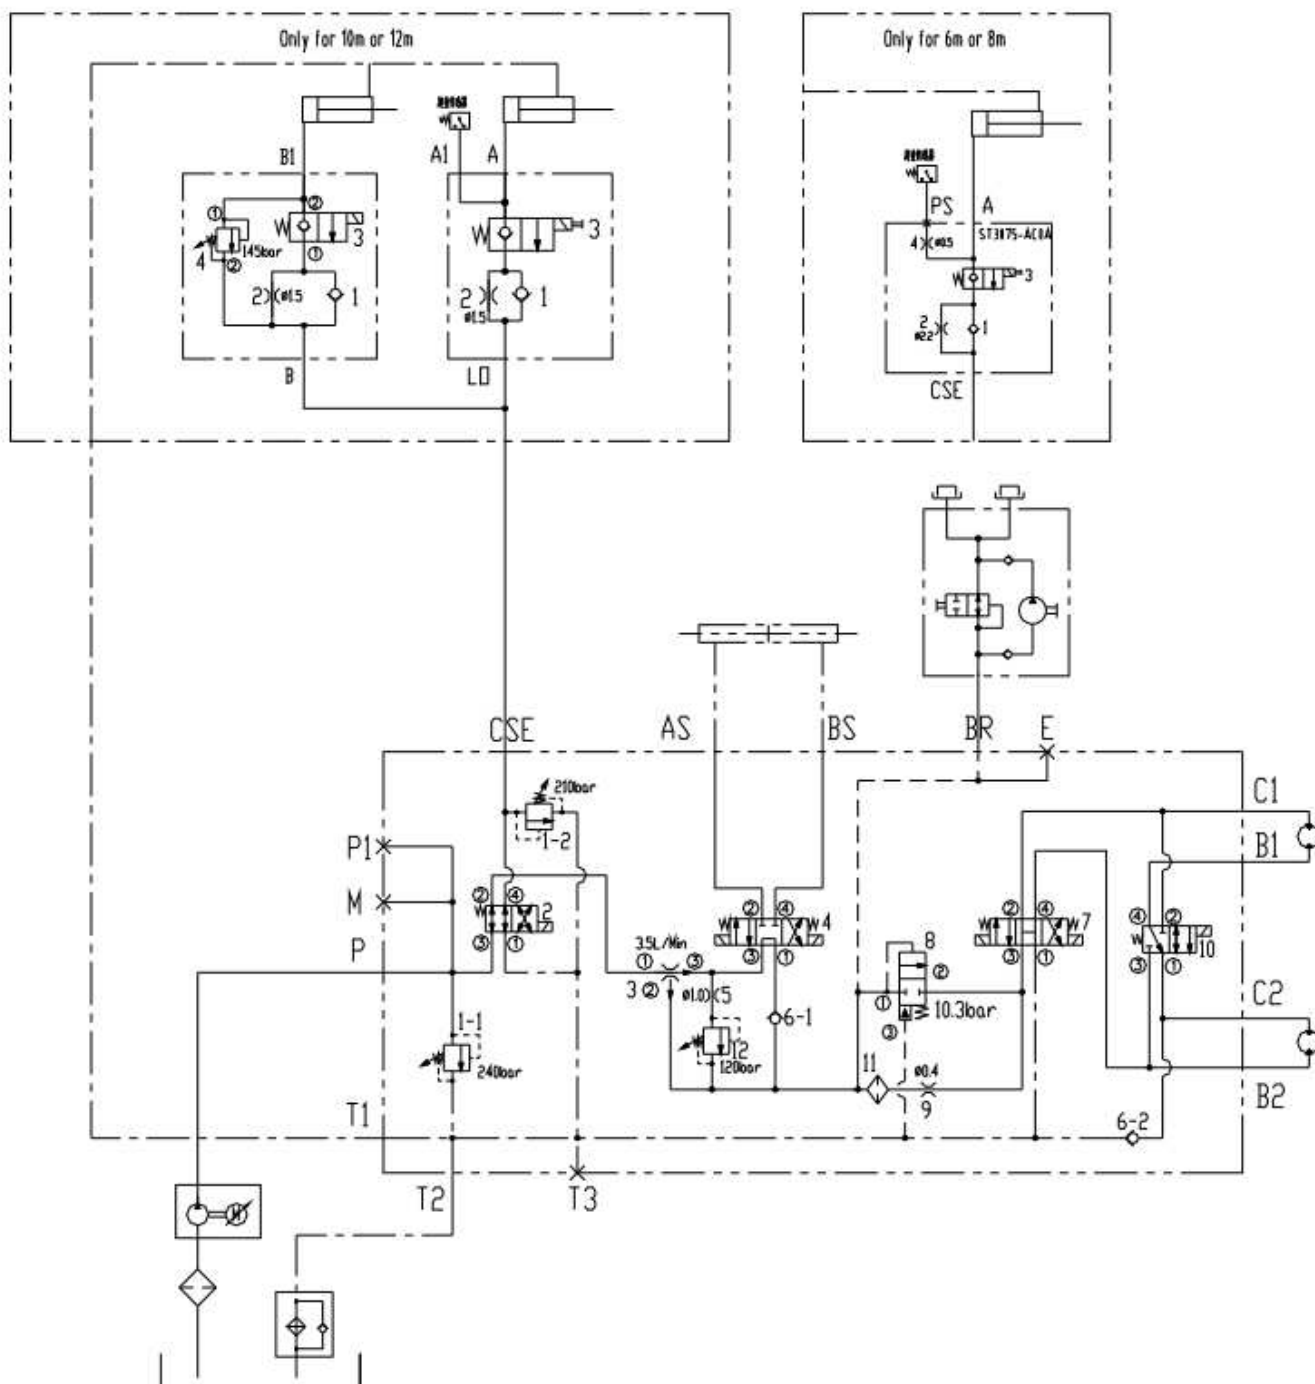 Only for 10m or 12m
Only for 6m or 8m
B1
A1
A
PS
A
①
②
W
3
W
3
4
ø0.5
ST3075-AC0A
145bar
①
4
②
W
3
2
ø1.5
1
2
ø1.5
1
2
ø2.2
1
B
LO
CSE
CSE
AS
BS
BR
E
210bar
1-2
C1
P1
B1
M
②
④
2
②
④
4
②
④
7
④
②
P
③
①
3.5L/Min
①
③
③
①
8
②
③
①
③
①
10
3
②
ø1.0
5
①
10.3bar
C2
1-1
6-1
③
240bar
12
120bar
11
ø0.4
9
B2
T1
6-2
T2
T3
M